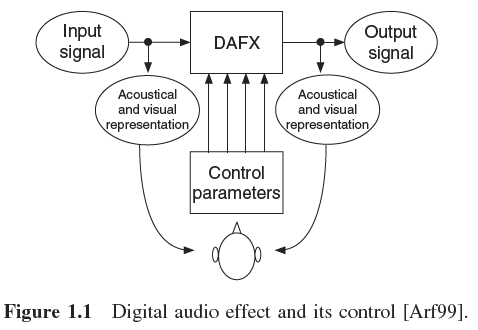 Input
signal
DAFX
Output
signal
Acoustical
and visual
representation
Acoustical
and visual
representation
Control
parameters
Figure 1.1 Digital audio effect and its control [Arf99].